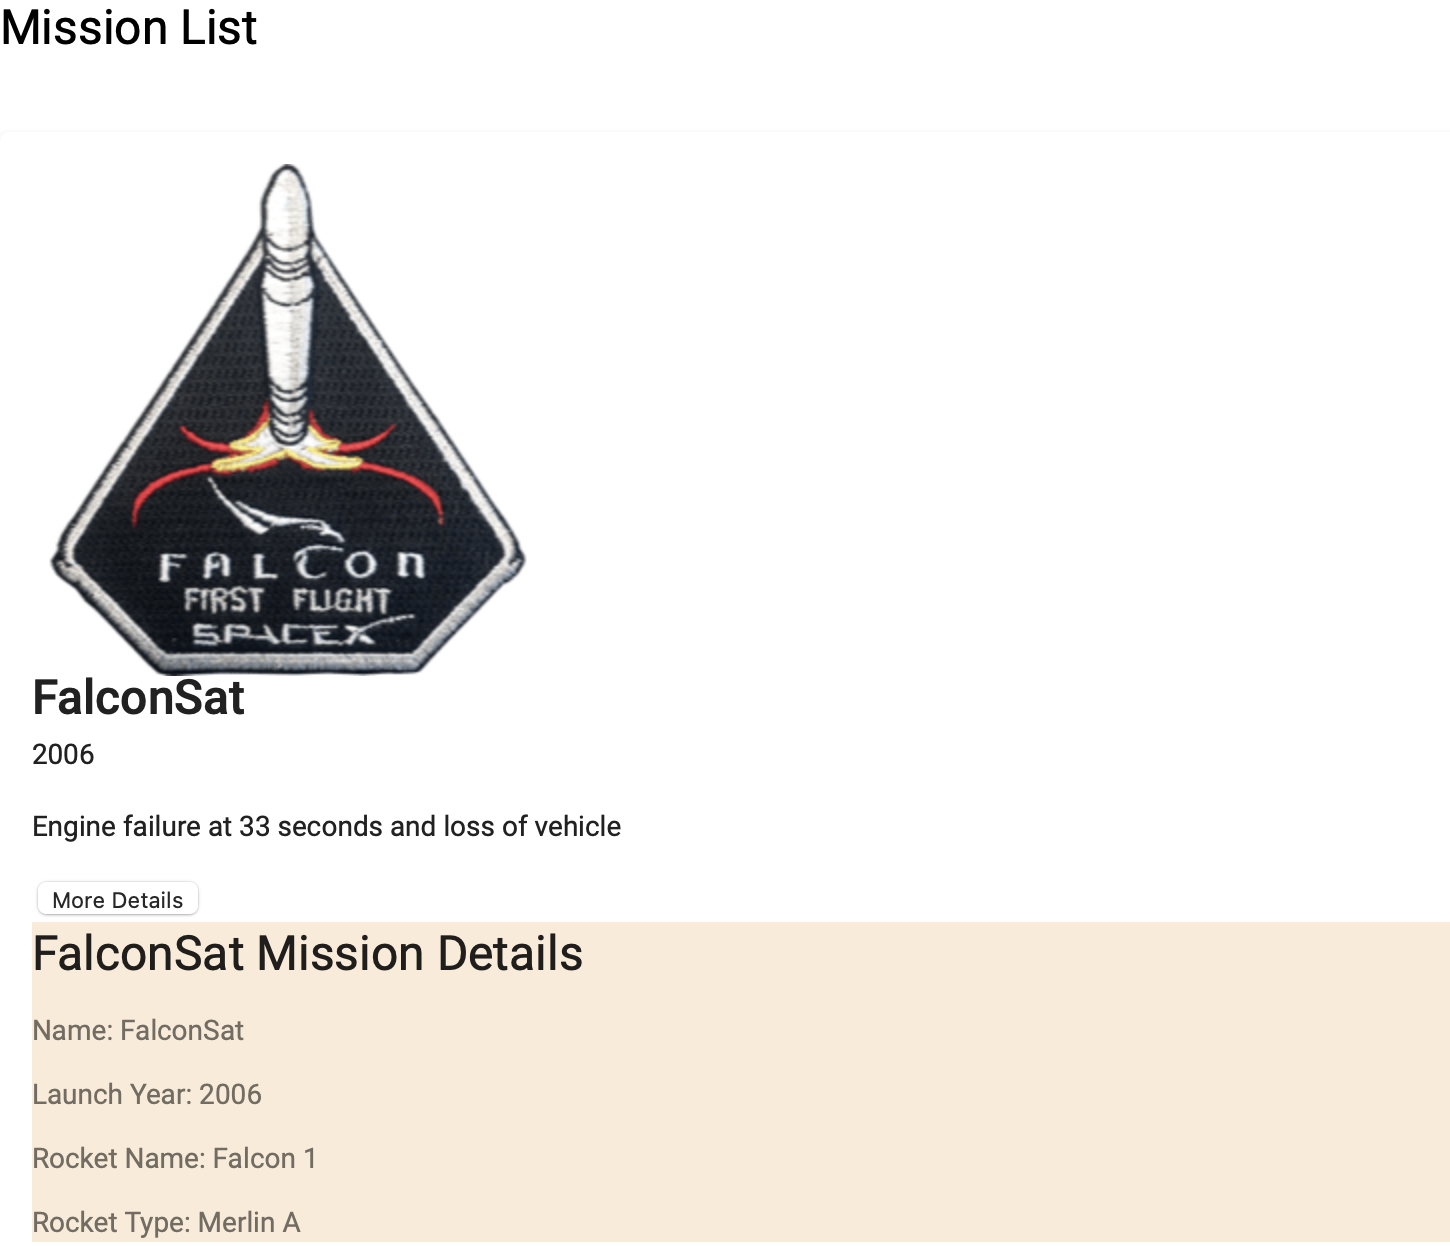 Mission List
FALCON
FIRST FLIGHT
SPACEX
FalconSat
2006
Engine failure at 33 seconds and loss of vehicle
More Details
FalconSat Mission Details
Name: FalconSat
Launch Year: 2006
Rocket Name: Falcon 1
Rocket Type: Merlin A